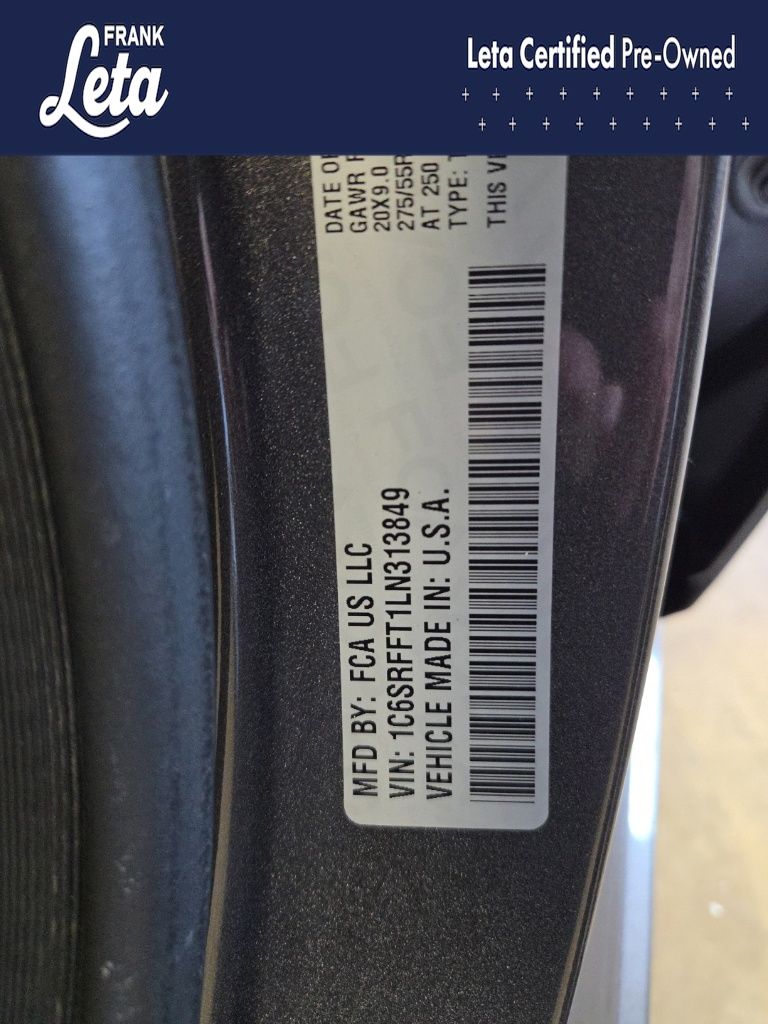 FRANK
Leta
Leta Certified Pre-Owned
MFD BY: FCA US LLC
VIN: 1C6SRFFT1LN313849
VEHICLE MADE IN: U.S.A.
DATE OF
GAWR
20X9.0
275/55R
AT 250
TYPE:
THIS